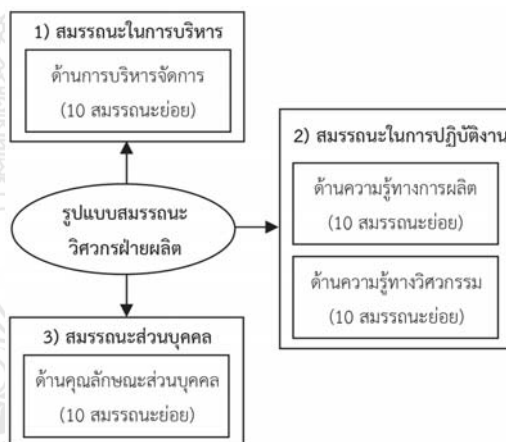 1) สมรรถนะในการบริหาร
ด้านการบริหารจัดการ
(10 สมรรถนะย่อย)
2) สมรรถนะในการปฏิบัติงาน
ด้านความรู้ทางการผลิต
(10 สมรรถนะย่อย)
ด้านความรู้ทางวิศวกรรม
(10 สมรรถนะย่อย)
รูปแบบสมรรถนะ
วิศวกรฝ่ายผลิต
3) สมรรถนะส่วนบุคคล
ด้านคุณลักษณะส่วนบุคคล
(10 สมรรถนะย่อย)